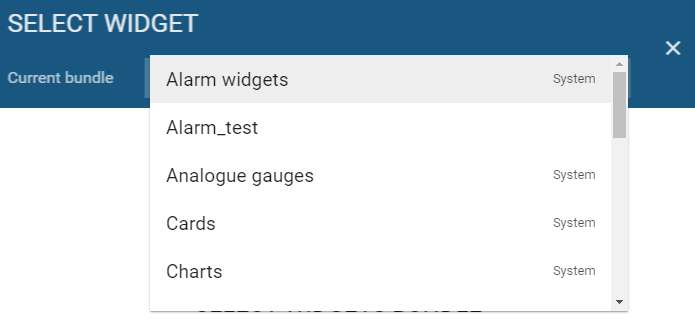 SELECT WIDGET
Current bundle
Alarm widgets System
Alarm_test
Analogue gauges System
Cards System
Charts System